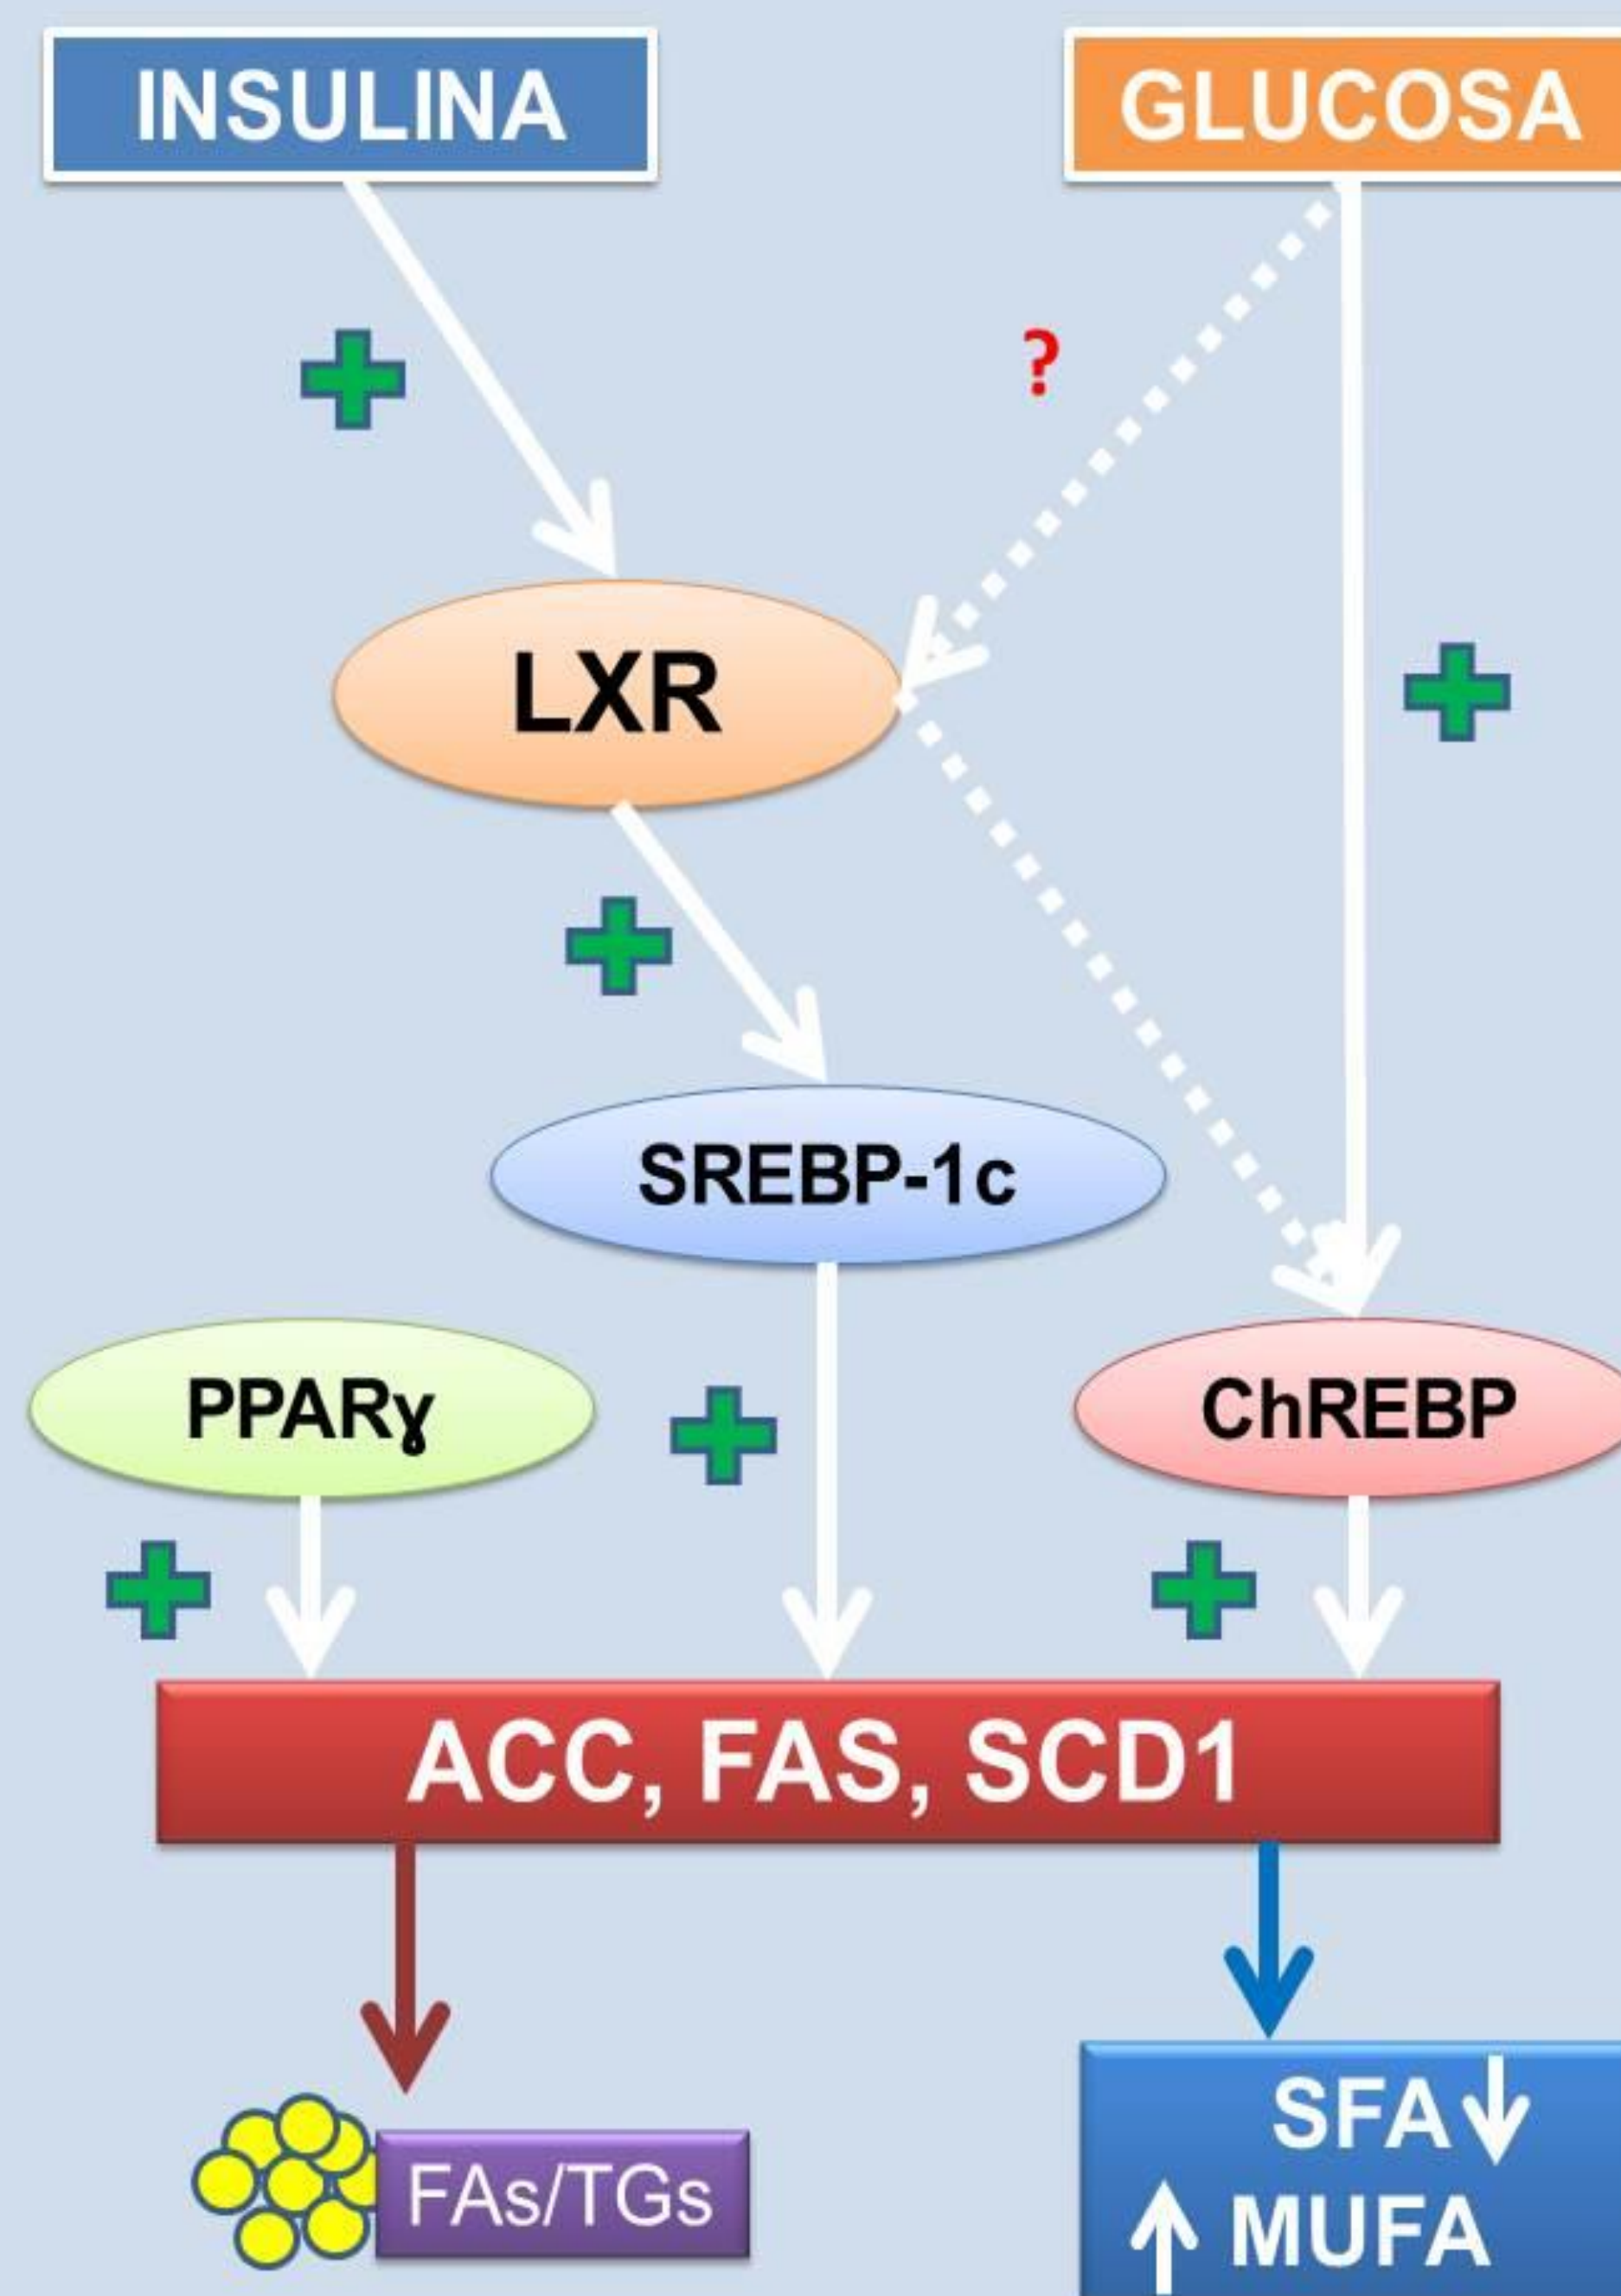 INSULINA
GLUCOSA
?
LXR
SREBP-1c
PPARɣ
ChREBP
ACC, FAS, SCD1
FAs/TGs
SFA
MUFA